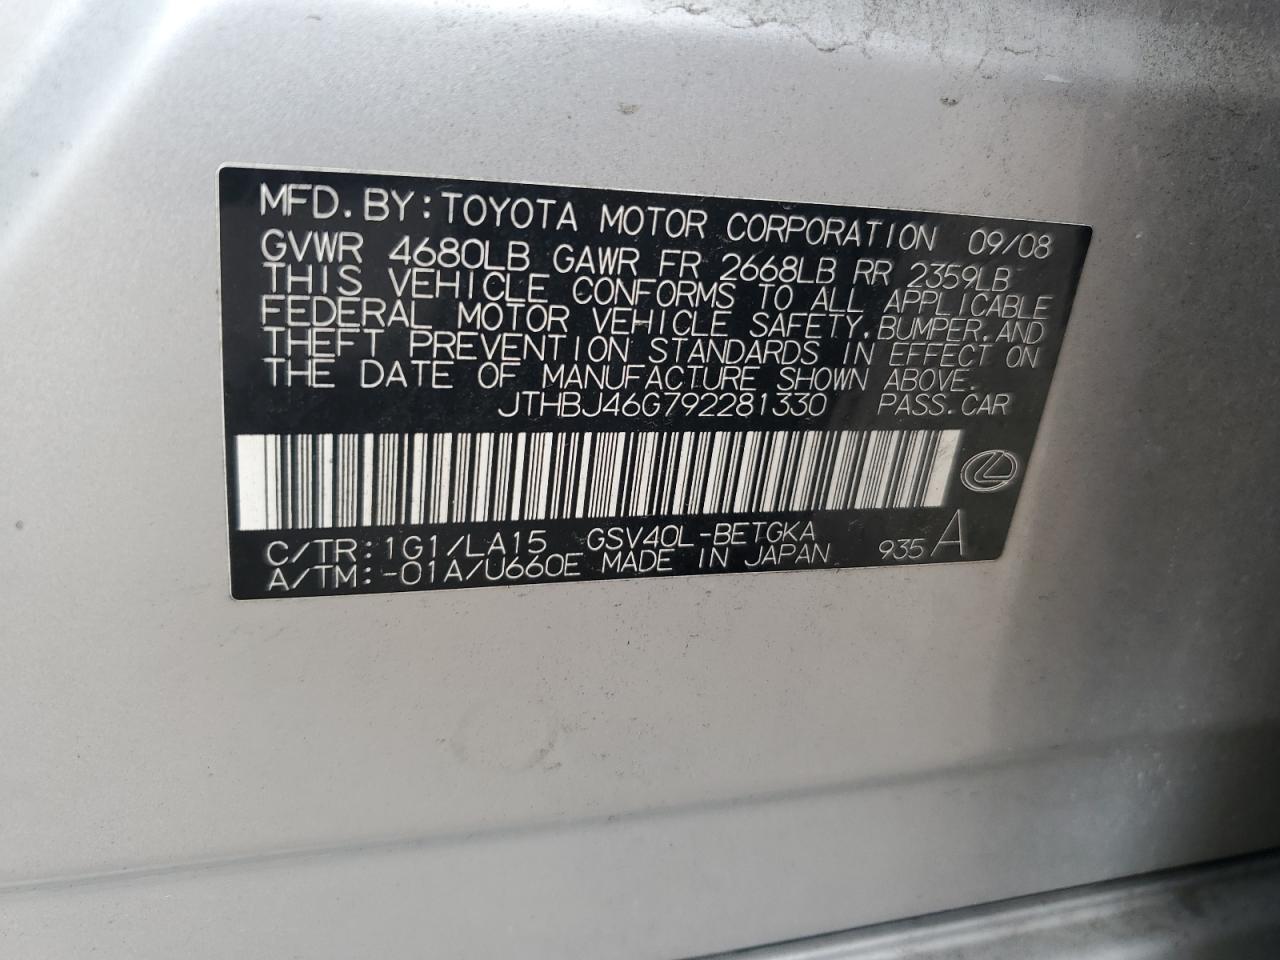 MFD. BY: TOYOTA MOTOR CORPORATION 09/08
GVWR 4680LB GAWR FR 2668LB RR 2359LB
THIS VEHICLE CONFORMS TO ALL APPLICABLE
FEDERAL MOTOR VEHICLE SAFETY, BUMPER, AND
THEFT PREVENTION STANDARDS IN EFFECT ON
THE DATE OF MANUFACTURE SHOWN ABOVE.
JTHBJ46G792281330 PASS. CAR
C/TR: 1G1/LA15 GSV40L-BETGKA
A/TM: -01A/U660E MADE IN JAPAN 935 A